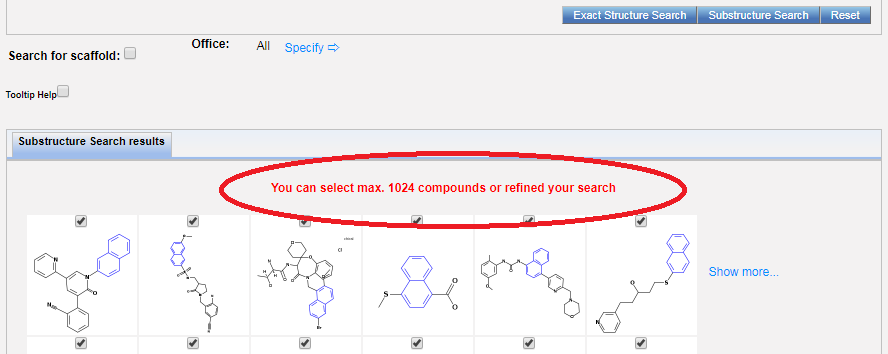 Exact Structure Search Substructure Search Reset
Search for scaffold: Office: All Specify ⇨
Tooltip Help
Substructure Search results
You can select max. 1024 compounds or refined your search
Show more...